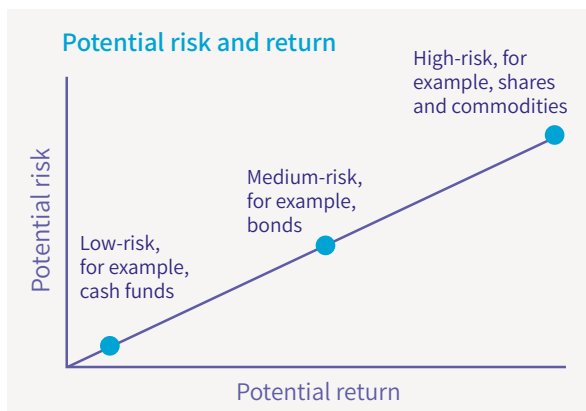 Potential risk and return
High-risk, for
example, shares
and commodities
Medium-risk,
for example,
bonds
Low-risk,
for example,
cash funds
Potential risk
Potential return